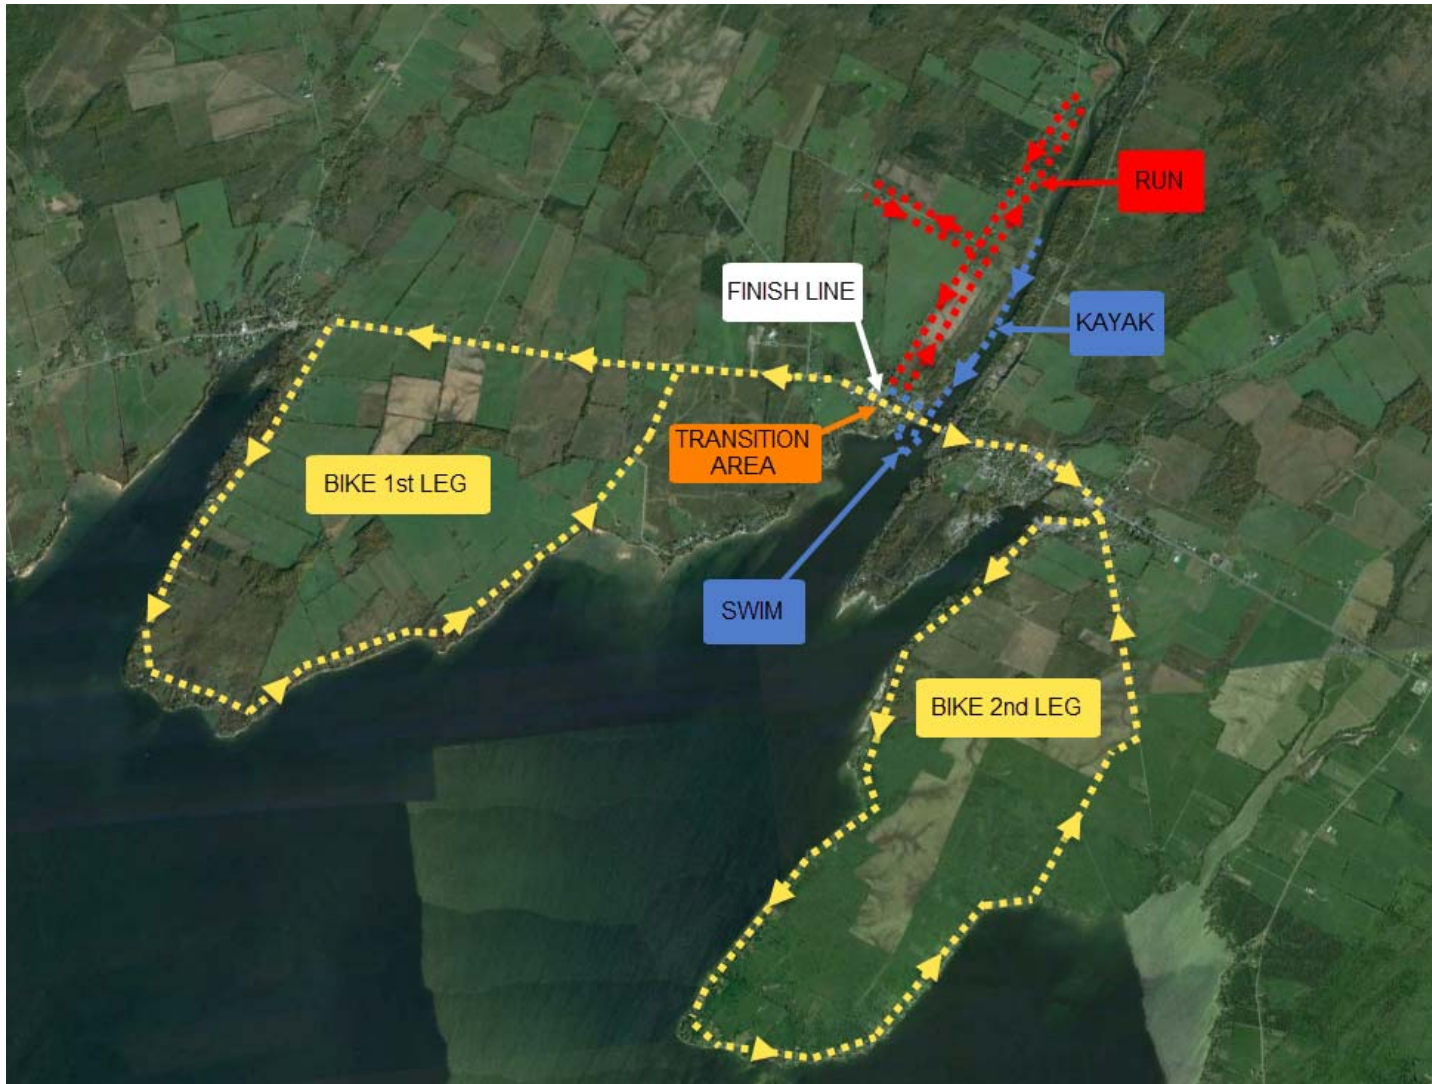 RUN
FINISH LINE
KAYAK
TRANSITION
AREA
BIKE 1st LEG
SWIM
BIKE 2nd LEG